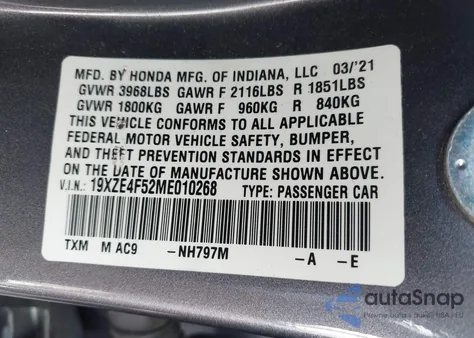 MFD. BY HONDA MFG. OF INDIANA, LLC 03/'21
GVWR 3968LBS GAWR F 2116LBS R 1851LBS
GVWR 1800KG GAWR F 960KG R 840KG
THIS VEHICLE CONFORMS TO ALL APPLICABLE
FEDERAL MOTOR VEHICLE SAFETY, BUMPER,
AND THEFT PREVENTION STANDARDS IN EFFECT
ON THE DATE OF MANUFACTURE SHOWN ABOVE.
V.I.N.: 19XZE4F52ME010268 TYPE: PASSENGER CAR
TXM M AC9 -NH797M -A -E
autoSnap